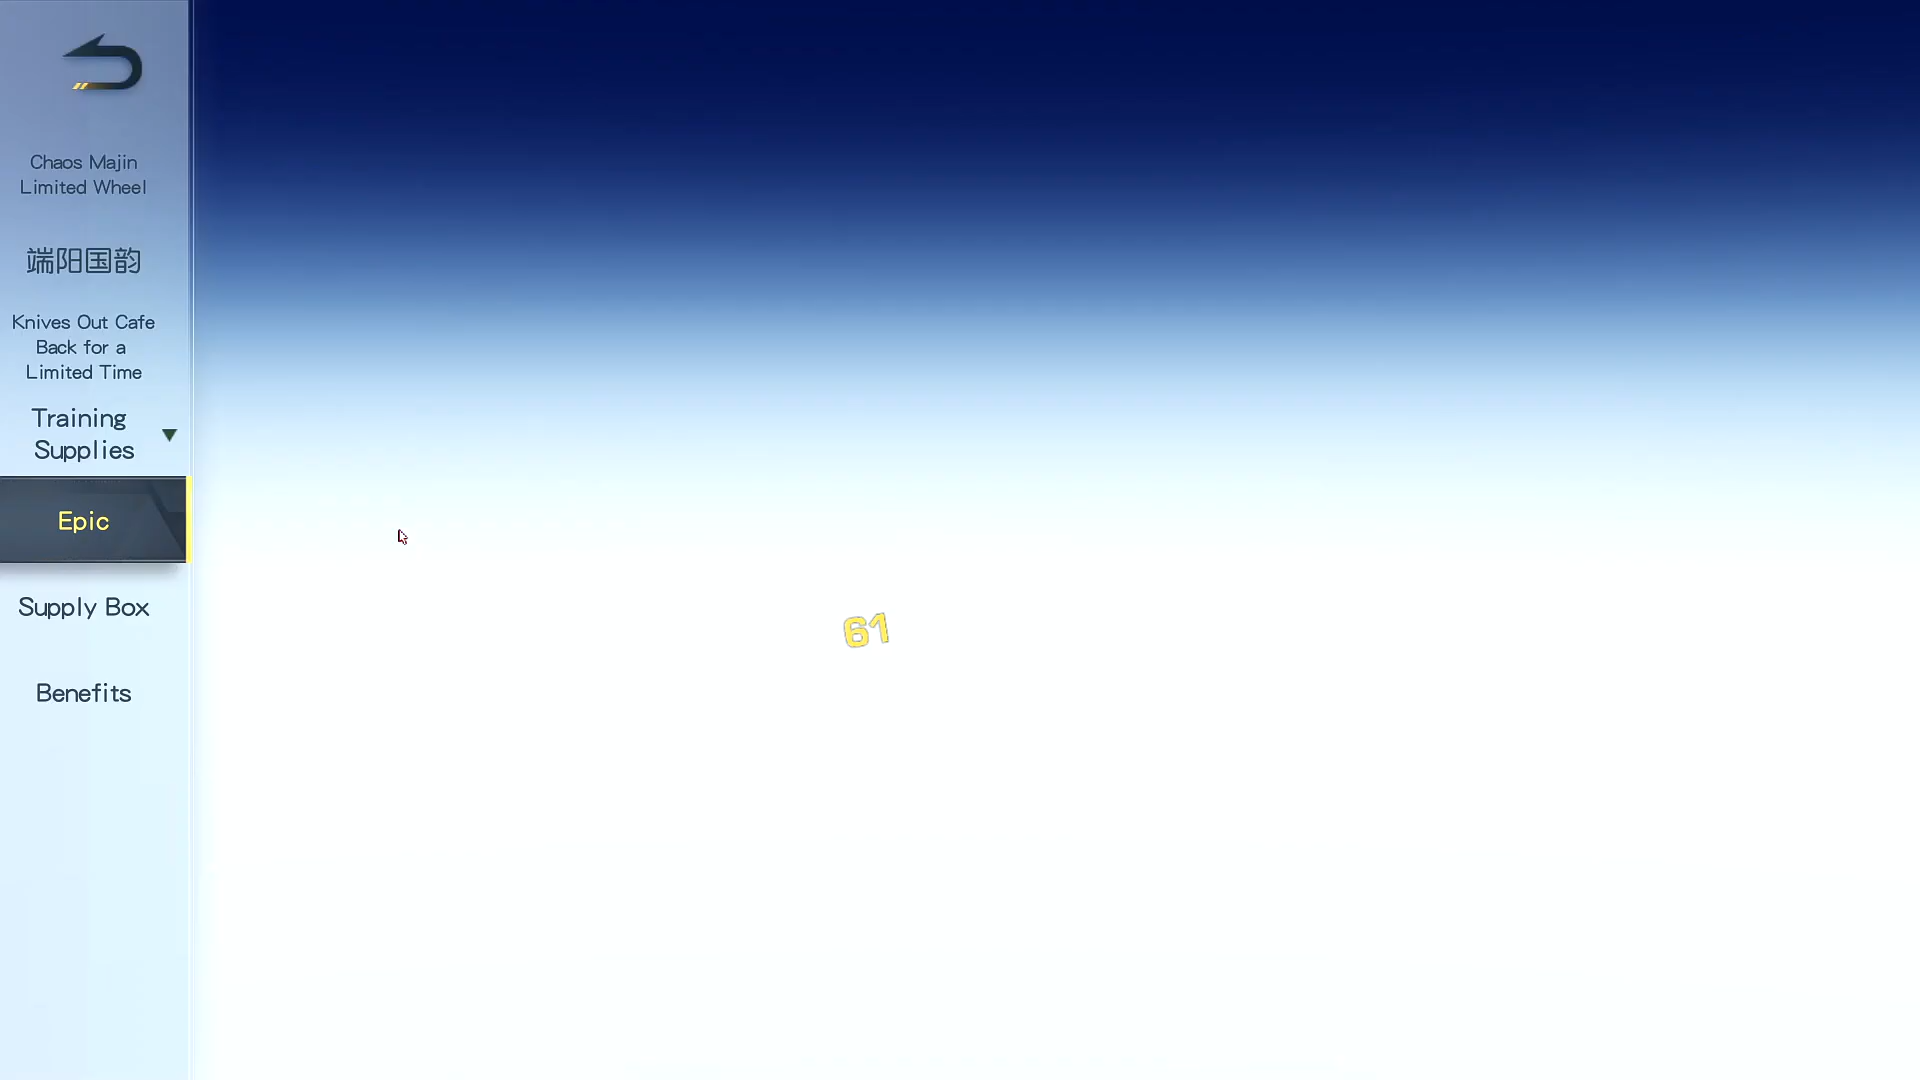 Chaos Majin
Limited Wheel
端阳国韵
Knives Out Cafe
Back for a
Limited Time
Training
Supplies
Epic
Supply Box
Benefits
61